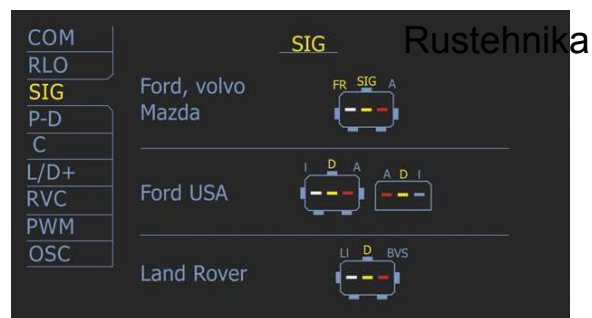 COM
RLO
SIG
P-D
C
L/D+
RVC
PWM
OSC
SIG
Rustehnika
Ford, volvo
Mazda
FR SIG A
Ford USA
I D A
A D I
Land Rover
LI D BVS